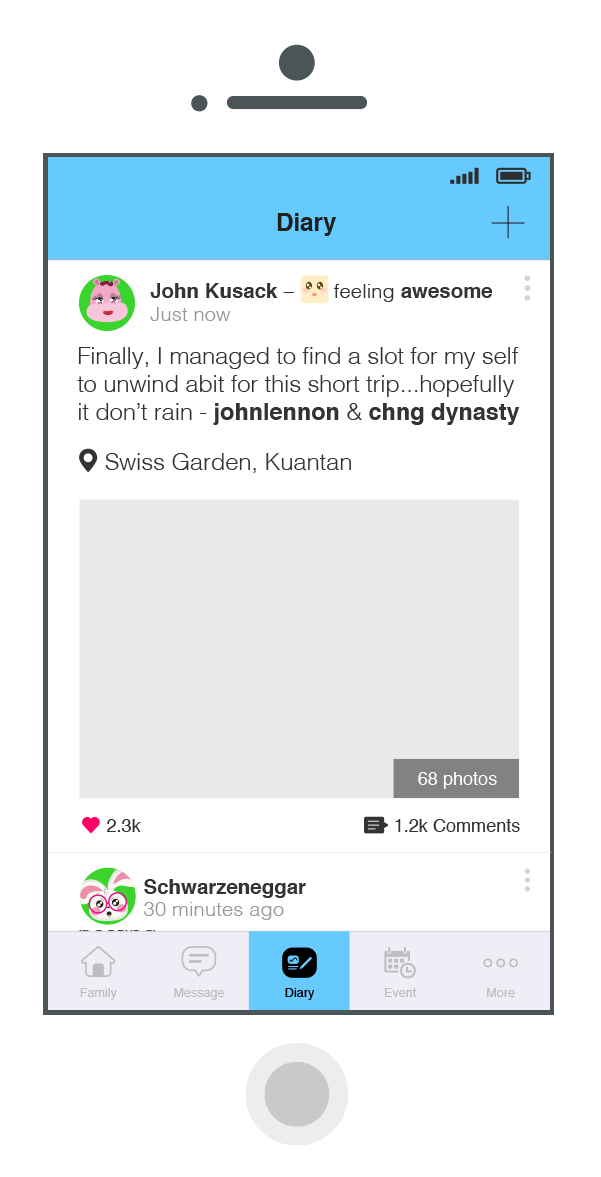 Diary
John Kusack – feeling awesome
Just now
Finally, I managed to find a slot for my self
to unwind abit for this short trip...hopefully
it don’t rain - johnlennon & chng dynasty
Swiss Garden, Kuantan
68 photos
2.3k
1.2k Comments
Schwarzeneggar
30 minutes ago
Family
Message
Diary
Event
More